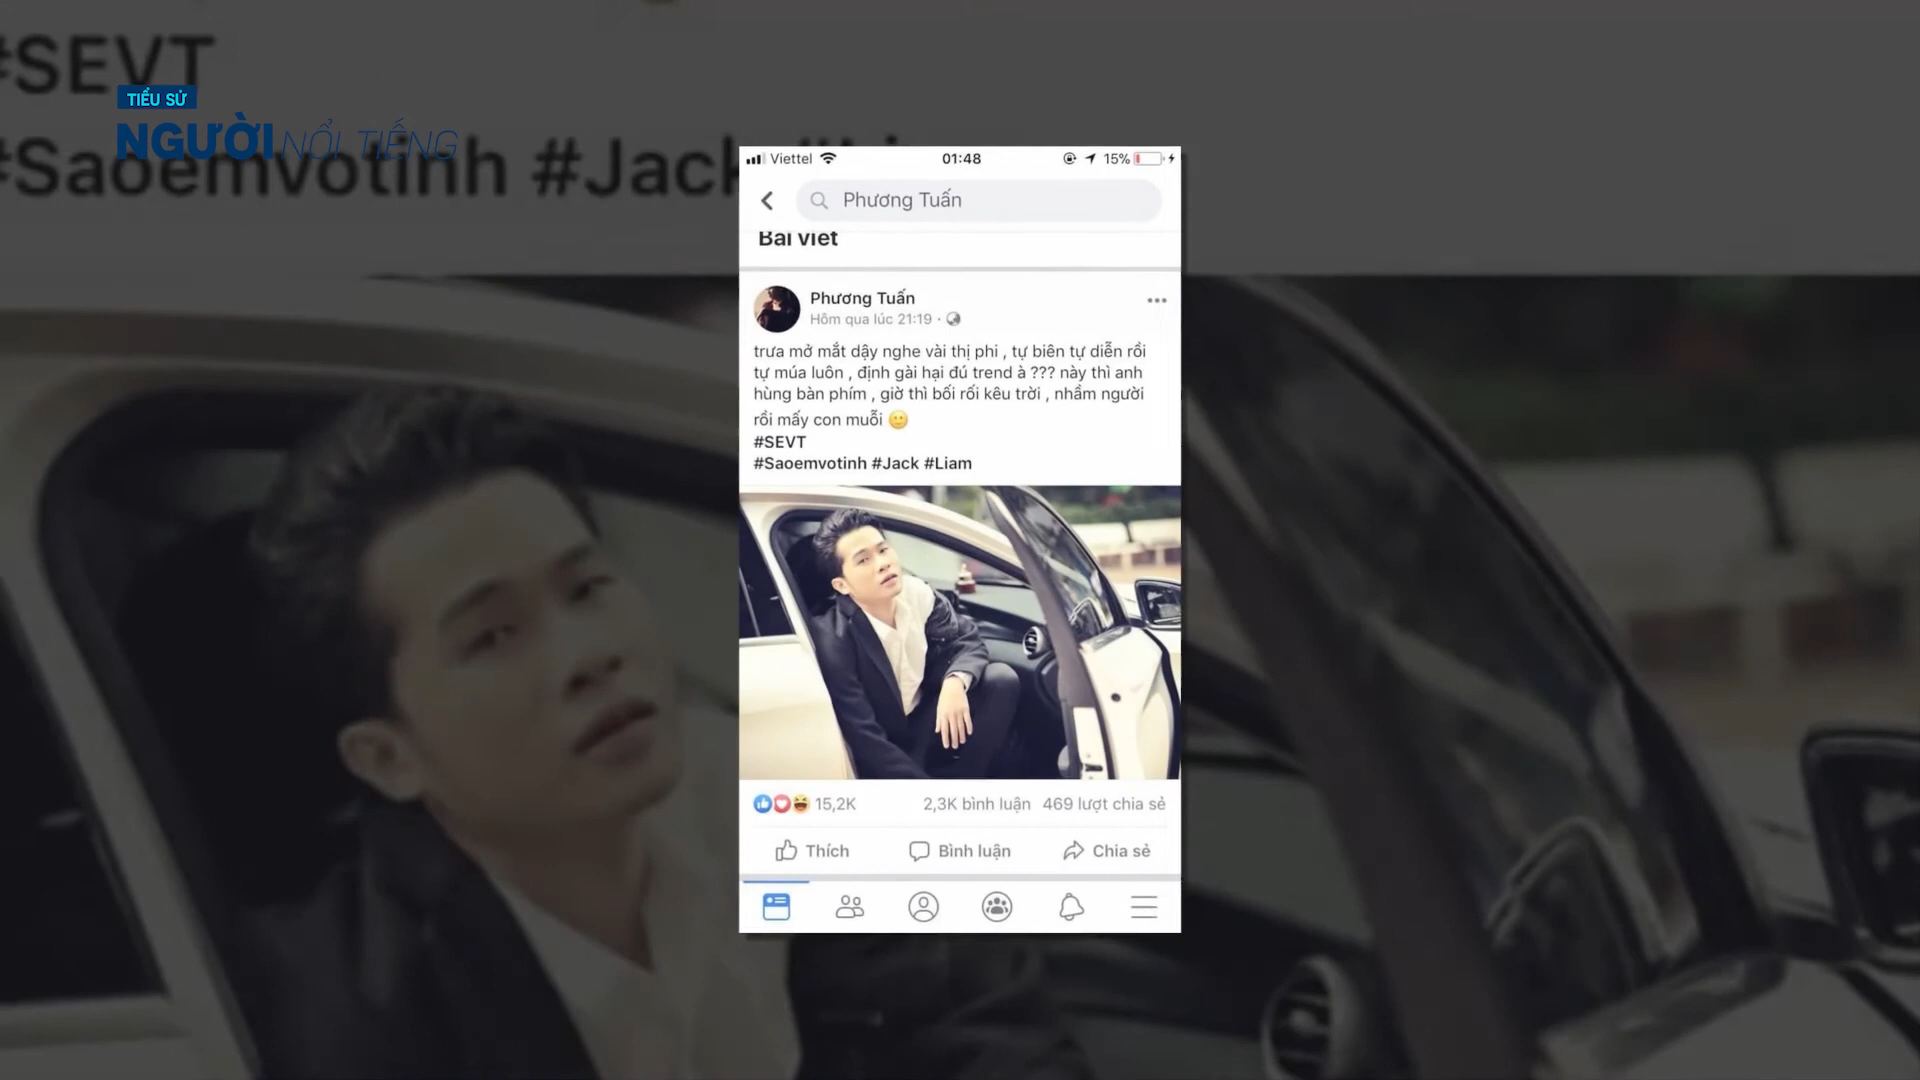 #SEVT
TIỂU SỬ
NGƯỜI NỔI TIẾNG
#Saoemvotinh #Jack
Viettel 01:48 15%
Phương Tuấn
Bài viết
Phương Tuấn
Hôm qua lúc 21:19
trưa mở mắt dậy nghe vài thị phi , tự biên tự diễn rồi
tự múa luôn , định gài hại đú trend à ??? này thì anh
hùng bàn phím , giờ thì bối rối kêu trời , nhầm người
rồi mấy con muỗi
#SEVT
#Saoemvotinh #Jack #Liam
15,2K 2,3K bình luận 469 lượt chia sẻ
Thích Bình luận Chia sẻ